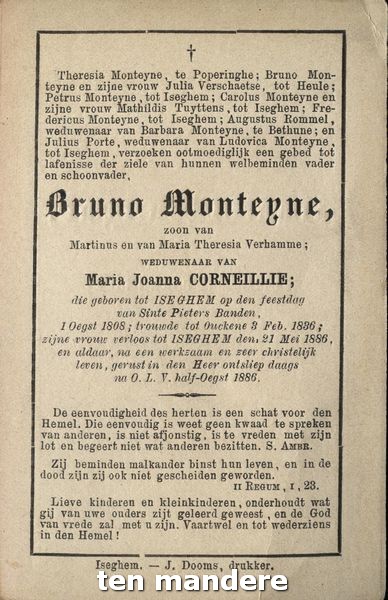 Theresia Monteyne, te Poperinghe; Bruno Mon-
teyne en zijne vrouw Julia Verschaetse, tot Heule;
Petrus Monteyne, tot Iseghem; Carolus Monteyne en
zijne vrouw Mathildis Tuyttens, tot Iseghem; Fre-
dericus Monteyne, tot Iseghem; Augustus Rommel,
weduwenaar van Barbara Monteyne, te Bethune; en
Julius Porte, weduwenaar van Ludovica Monteyne,
tot Iseghem, verzoeken ootmoediglijk een gebed tot
lafenisse der ziele van hunnen welbeminden vader
en schoonvader,
Bruno Monteyne,
zoon van
Martinus en van Maria Theresia Verhamme;
WEDUWENAAR VAN
Maria Joanna CORNEILLIE;
die geboren tot ISEGHEM op den feestdag
van Sinte Pieters Banden,
1 Oegst 1808; trouwde tot Ouckene 3 Feb. 1836;
zijne vrouw verloos tot ISEGHEM den, 21 Mei 1886,
en aldaar, na een werkzaam en zeer christelijk
leven, gerust in den Heer ontsliep daags
na O. L. V. half-Oegst 1886.
De eenvoudigheid des herten is een schat voor den
Hemel. Die eenvoudig is weet geen kwaad te spreken
van anderen, is niet afjonstig, is te vreden met zijn
lot en begeert niet wat anderen bezitten. S. AMBR.
Zij beminden malkander binst hun leven, en in de
dood zijn zij ook niet gescheiden geworden.
II REGUM, I, 23.
Lieve kinderen en kleinkinderen, onderhoudt wat
gij van uwe ouders zijt geleerd geweest, en de God
van vrede zal met u zijn. Vaartwel en tot wederziens
in den Hemel!
Iseghem. — J. Dooms, drukker.
ten mandere